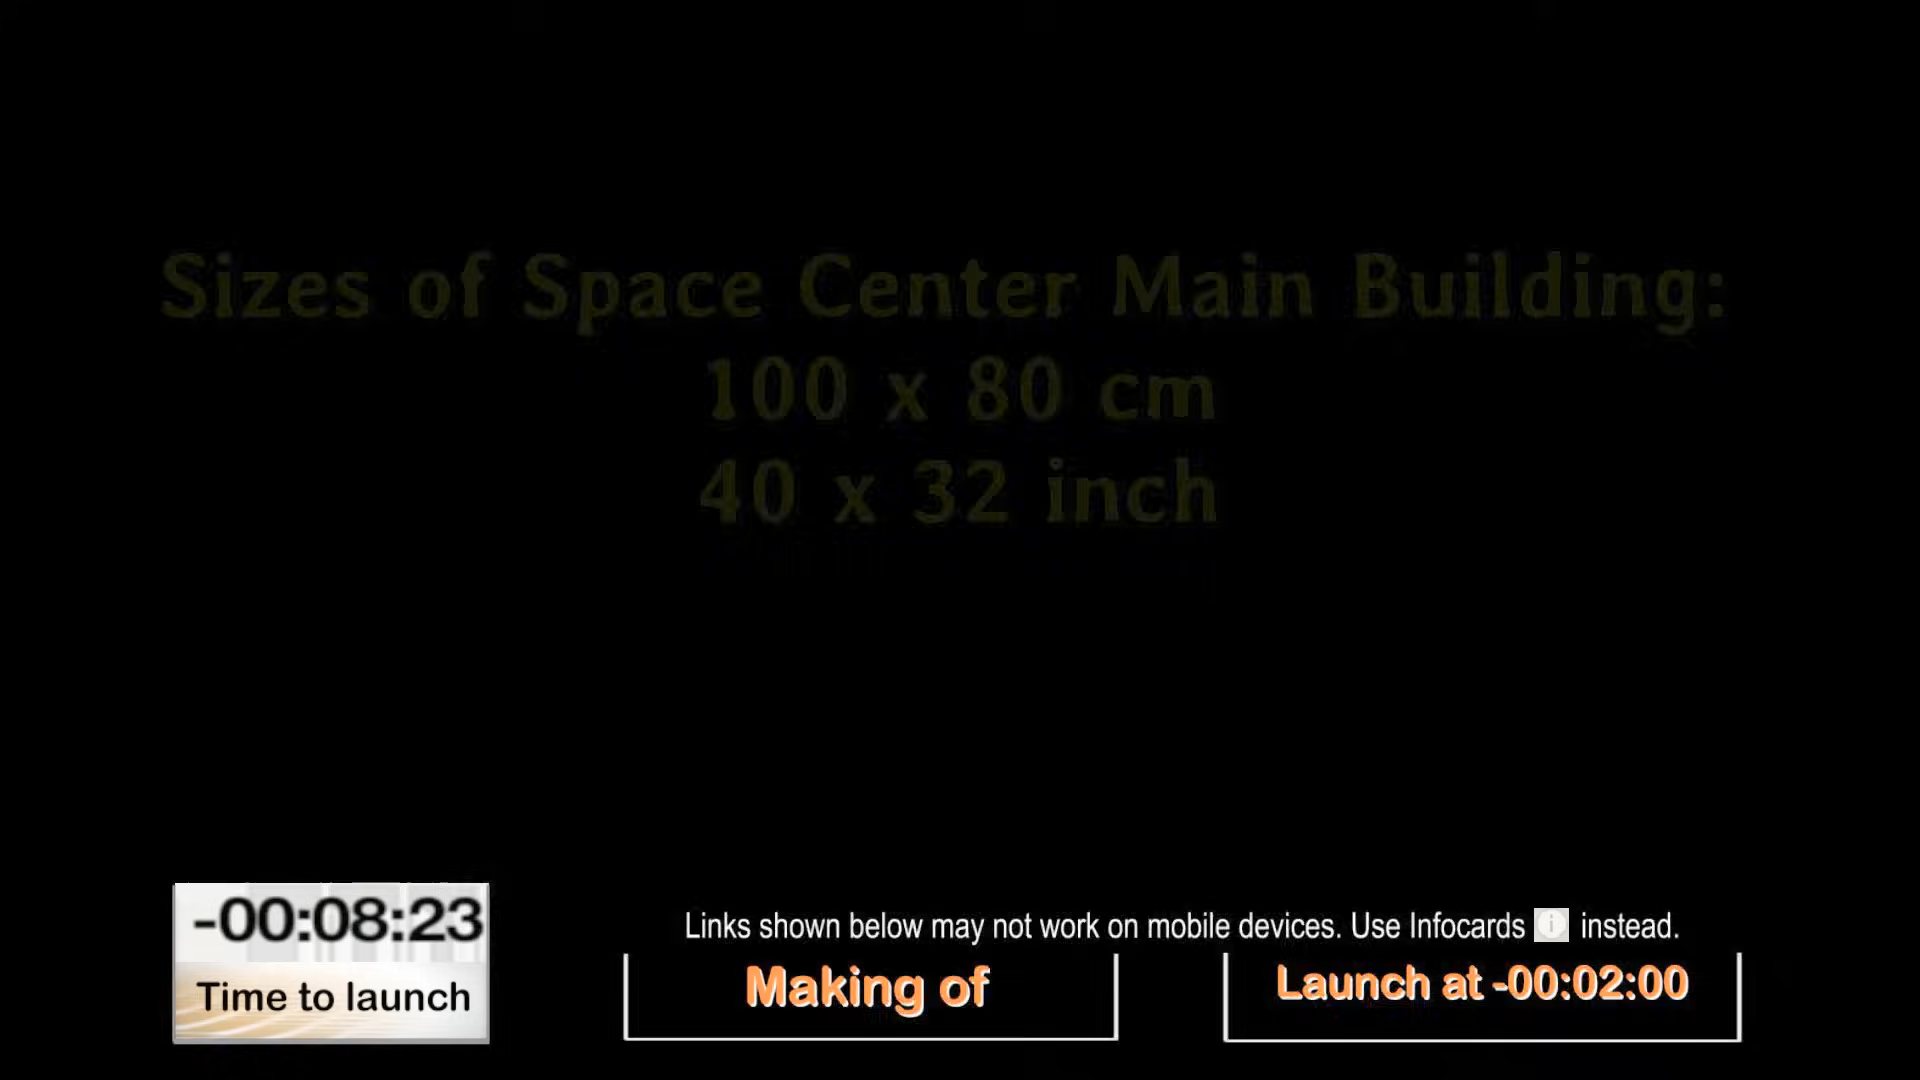 Sizes of Space Center Main Building:
100 x 80 cm
40 x 32 inch
-00:08:23
Time to launch
Links shown below may not work on mobile devices. Use Infocards i instead.
Making of
Launch at -00:02:00